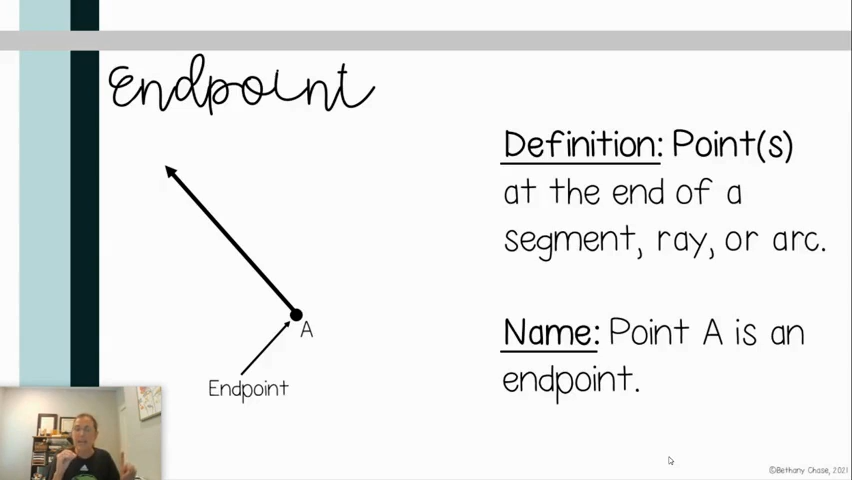 Endpoint
Definition: Point(s)
at the end of a
segment, ray, or arc.
A
Endpoint
Name: Point A is an
endpoint.
©Bethany Chase, 2021